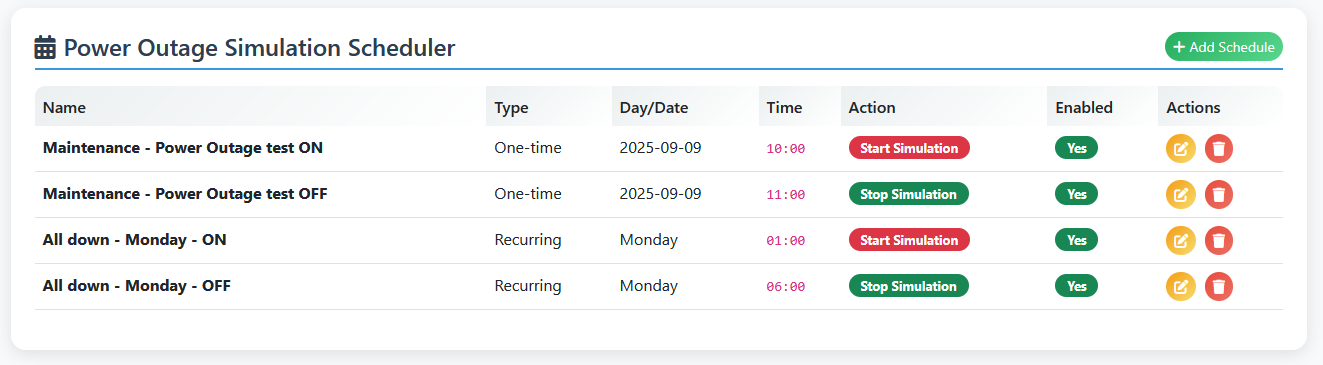 Power Outage Simulation Scheduler
+ Add Schedule
Name Type Day/Date Time Action Enabled Actions
Maintenance - Power Outage test ON One-time 2025-09-09 10:00 Start Simulation Yes
Maintenance - Power Outage test OFF One-time 2025-09-09 11:00 Stop Simulation Yes
All down - Monday - ON Recurring Monday 01:00 Start Simulation Yes
All down - Monday - OFF Recurring Monday 06:00 Stop Simulation Yes